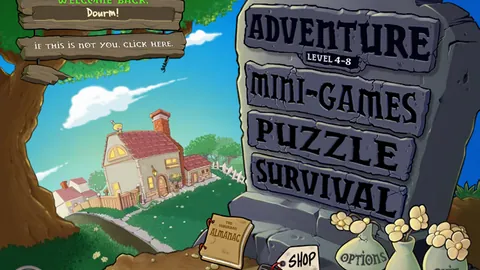 WELCOME BACK,
Dourm!
IF THIS IS NOT YOU, CLICK HERE.
ADVENTURE
LEVEL 4-8
MINI-GAMES
PUZZLE
SURVIVAL
ALMANAC
SHOP
OPTIONS